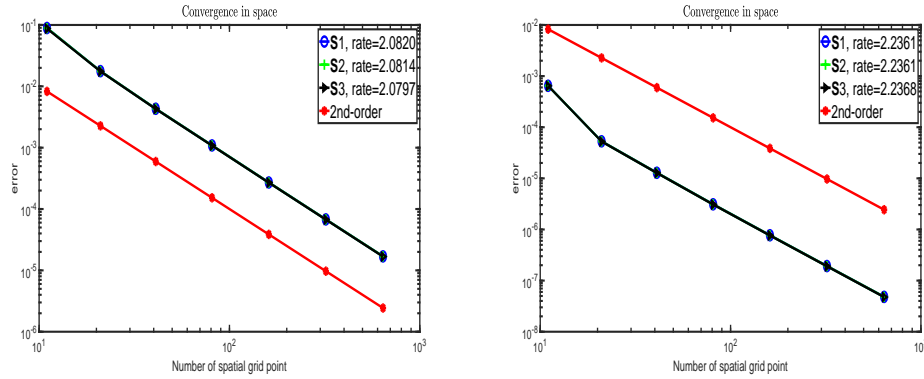 Convergence in space
10^-1
10^-2
10^-3
10^-4
10^-5
10^-6
error
S1, rate=2.0820
S2, rate=2.0814
S3, rate=2.0797
2nd-order
10^1
10^2
10^3
Number of spatial grid point
Convergence in space
10^-2
10^-3
10^-4
10^-5
10^-6
10^-7
10^-8
error
S1, rate=2.2361
S2, rate=2.2361
S3, rate=2.2368
2nd-order
10^1
10^2
10
Number of spatial grid point